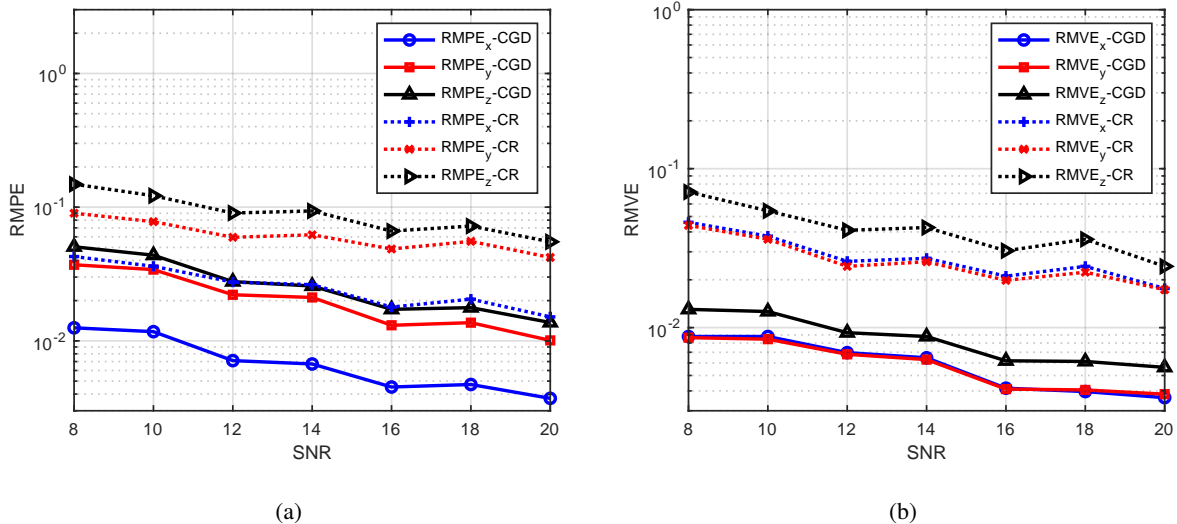 10^0
10^-1
10^-2
RMPE
8 10 12 14 16 18 20
SNR
RMPE_x-CGD
RMPE_y-CGD
RMPE_z-CGD
RMPE_x-CR
RMPE_y-CR
RMPE_z-CR
(a)
10^0
10^-1
10^-2
RMVE
8 10 12 14 16 18 20
SNR
RMVE_x-CGD
RMVE_y-CGD
RMVE_z-CGD
RMVE_x-CR
RMVE_y-CR
RMVE_z-CR
(b)